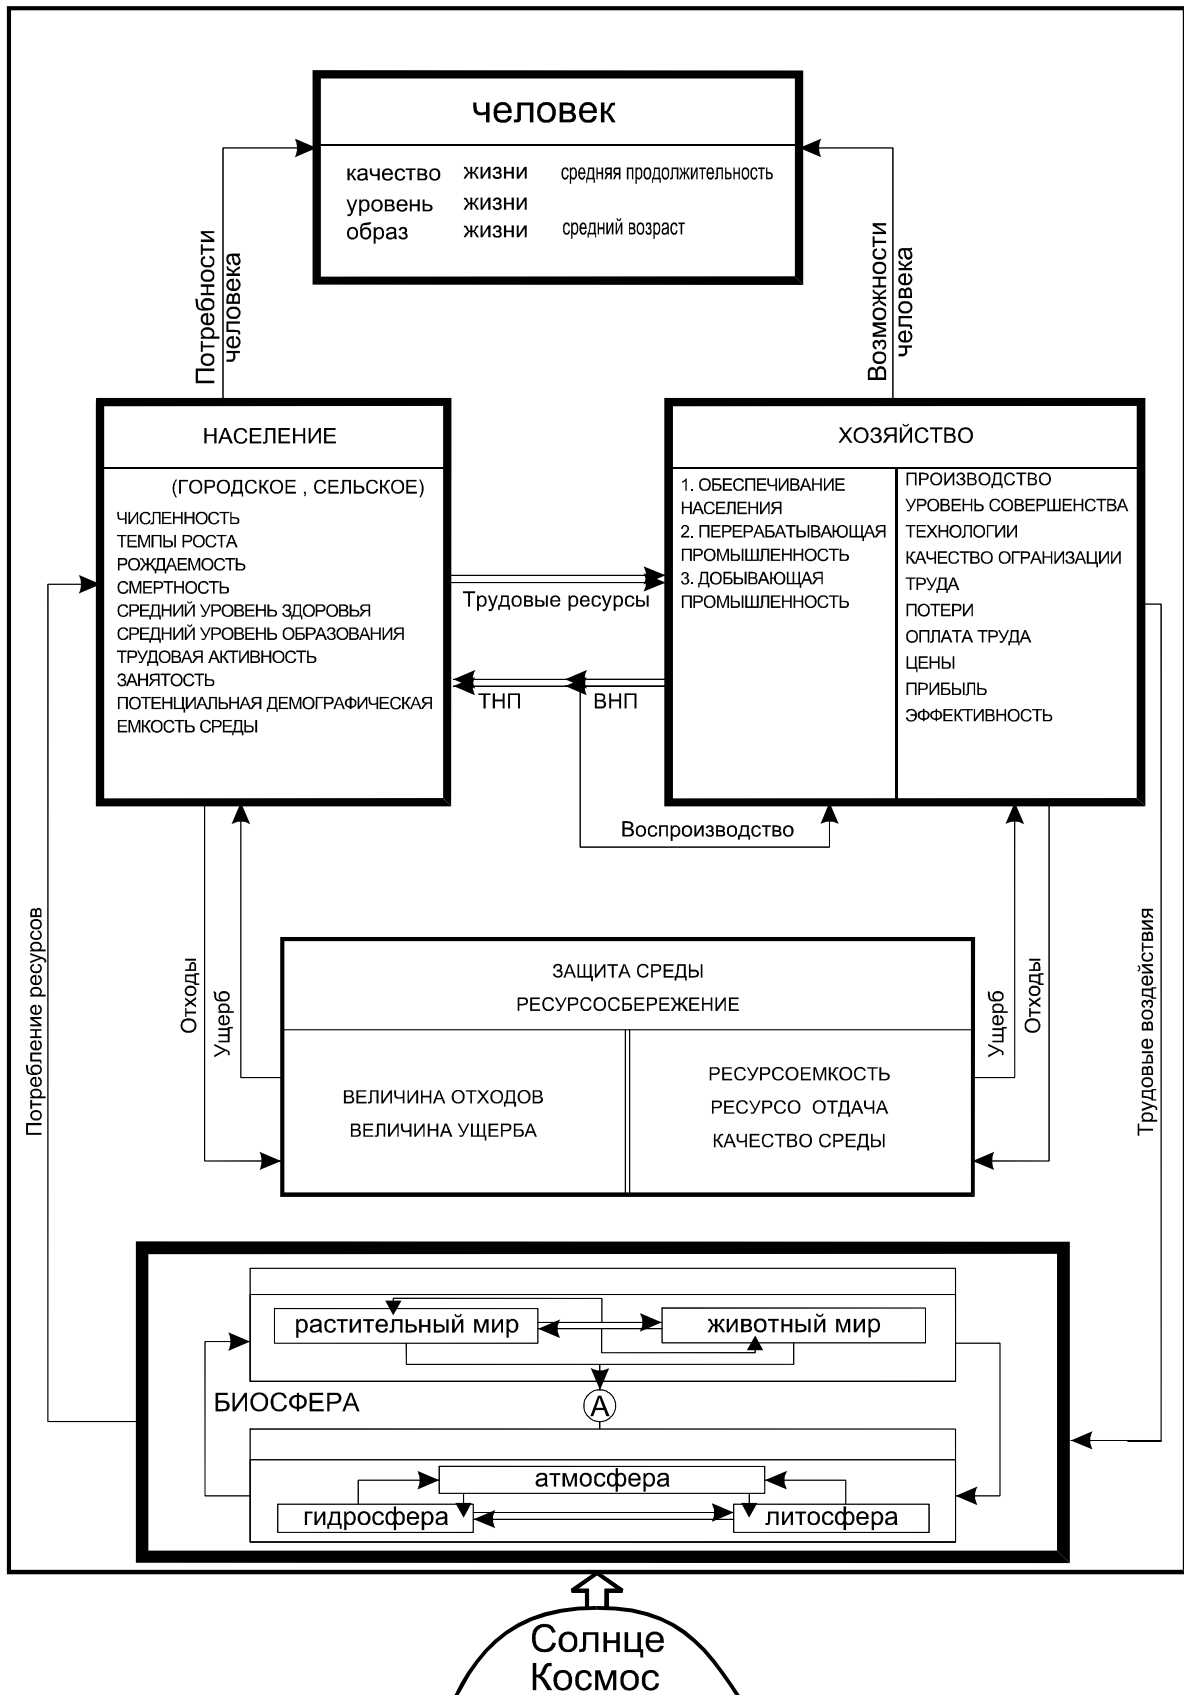 человек
качество жизни средняя продолжительность
уровень жизни
образ жизни средний возраст
Потребности
человека
Возможности
человека
НАСЕЛЕНИЕ
(ГОРОДСКОЕ , СЕЛЬСКОЕ)
ЧИСЛЕННОСТЬ
ТЕМПЫ РОСТА
РОЖДАЕМОСТЬ
СМЕРТНОСТЬ
СРЕДНИЙ УРОВЕНЬ ЗДОРОВЬЯ
СРЕДНИЙ УРОВЕНЬ ОБРАЗОВАНИЯ
ТРУДОВАЯ АКТИВНОСТЬ
ЗАНЯТОСТЬ
ПОТЕНЦИАЛЬНАЯ ДЕМОГРАФИЧЕСКАЯ
ЕМКОСТЬ СРЕДЫ
Трудовые ресурсы
ТНП
ВНП
Воспроизводство
ХОЗЯЙСТВО
1. ОБЕСПЕЧИВАНИЕ
НАСЕЛЕНИЯ
2. ПЕРЕРАБАТЫВАЮЩАЯ
ПРОМЫШЛЕННОСТЬ
3. ДОБЫВАЮЩАЯ
ПРОМЫШЛЕННОСТЬ
ПРОИЗВОДСТВО
УРОВЕНЬ СОВЕРШЕНСТВА
ТЕХНОЛОГИИ
КАЧЕСТВО ОГРАНИЗАЦИИ
ТРУДА
ПОТЕРИ
ОПЛАТА ТРУДА
ЦЕНЫ
ПРИБЫЛЬ
ЭФФЕКТИВНОСТЬ
Потребление ресурсов
Отходы
Ущерб
ЗАЩИТА СРЕДЫ
РЕСУРСОСБЕРЕЖЕНИЕ
ВЕЛИЧИНА ОТХОДОВ
ВЕЛИЧИНА УЩЕРБА
РЕСУРСОЕМКОСТЬ
РЕСУРСО ОТДАЧА
КАЧЕСТВО СРЕДЫ
Ущерб
Отходы
Трудовые воздействия
растительный мир
животный мир
БИОСФЕРА
А
атмосфера
гидросфера
литосфера
Солнце
Космос